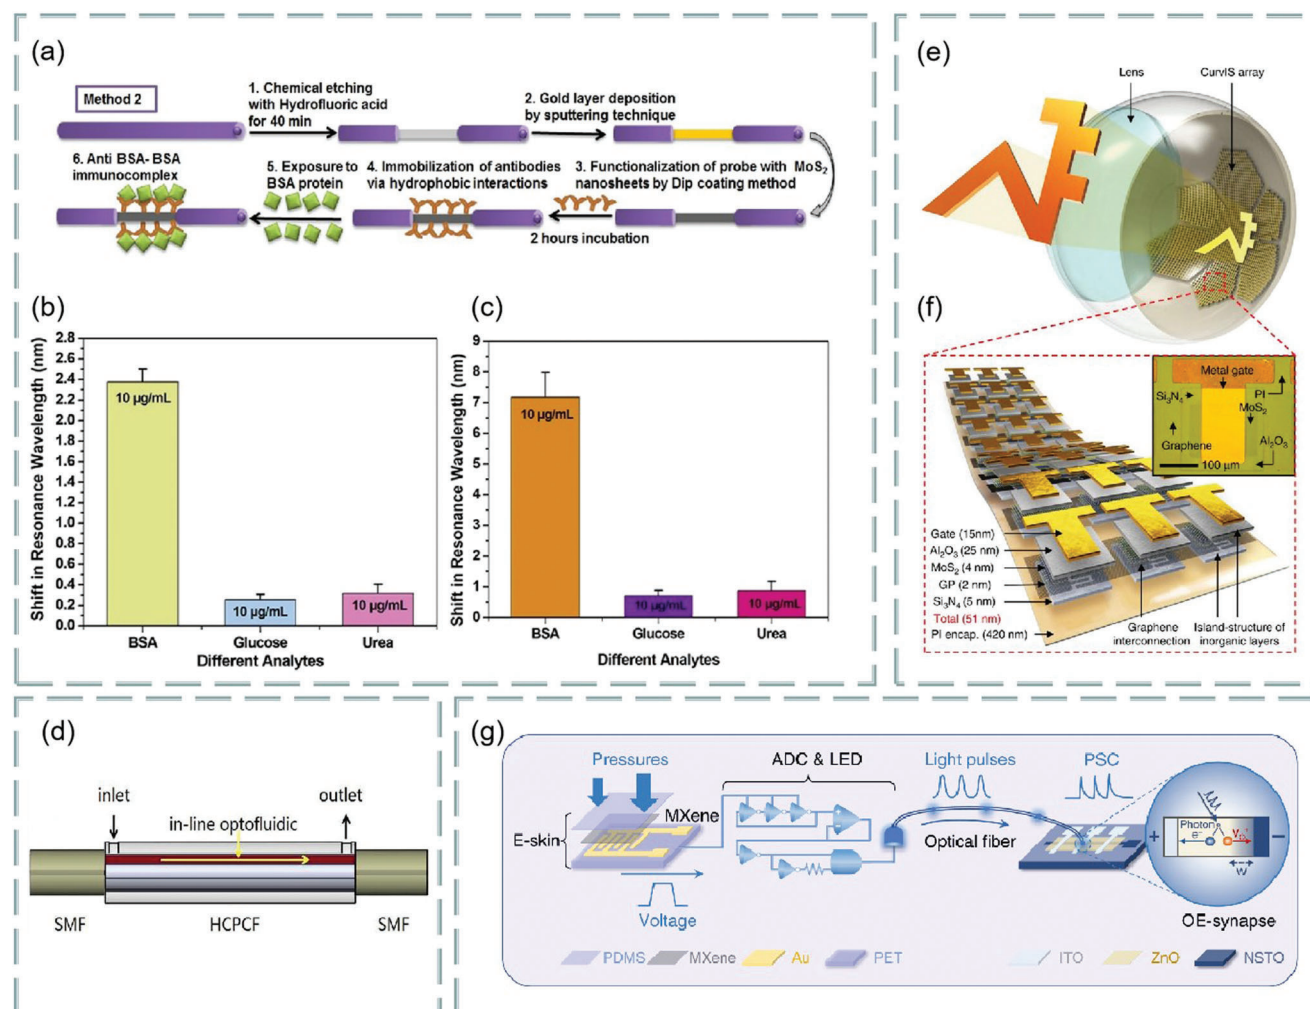 (a)
Method 2
1. Chemical etching
with Hydrofluoric acid
for 40 min
2. Gold layer deposition
by sputtering technique
6. Anti BSA- BSA
immunocomplex
5. Exposure to
BSA protein
4. Immobilization of antibodies
via hydrophobic interactions
3. Functionalization of probe with MoS2
nanosheets by Dip coating method
2 hours incubation
(b)
Shift in Resonance Wavelength (nm)
2.8
2.6
2.4
2.2
2.0
1.8
1.6
1.4
1.2
1.0
0.8
0.6
0.4
0.2
0.0
10 µg/mL
10 µg/mL
10 µg/mL
BSA
Glucose
Urea
Different Analytes
(c)
Shift in Resonance Wavelength (nm)
9
8
7
6
5
4
3
2
1
0
10 µg/mL
10 µg/mL
10 µg/mL
BSA
Glucose
Urea
Different Analytes
(e)
Lens
CurvIS array
(f)
Metal gate
Si3N4
PI
MoS2
Graphene
Al2O3
100 µm
Gate (15nm)
Al2O3 (25 nm)
MoS2 (4 nm)
GP (2 nm)
Si3N4 (5 nm)
Total (51 nm)
PI encap. (420 nm)
Graphene
interconnection
Island-structure of
inorganic layers
(d)
inlet
outlet
in-line optofluidic
SMF
HCPCF
SMF
(g)
Pressures
ADC & LED
Light pulses
PSC
MXene
E-skin
Optical fiber
Voltage
Photon
e-
+
−
W
OE-synapse
PDMS
MXene
Au
PET
ITO
ZnO
NSTO